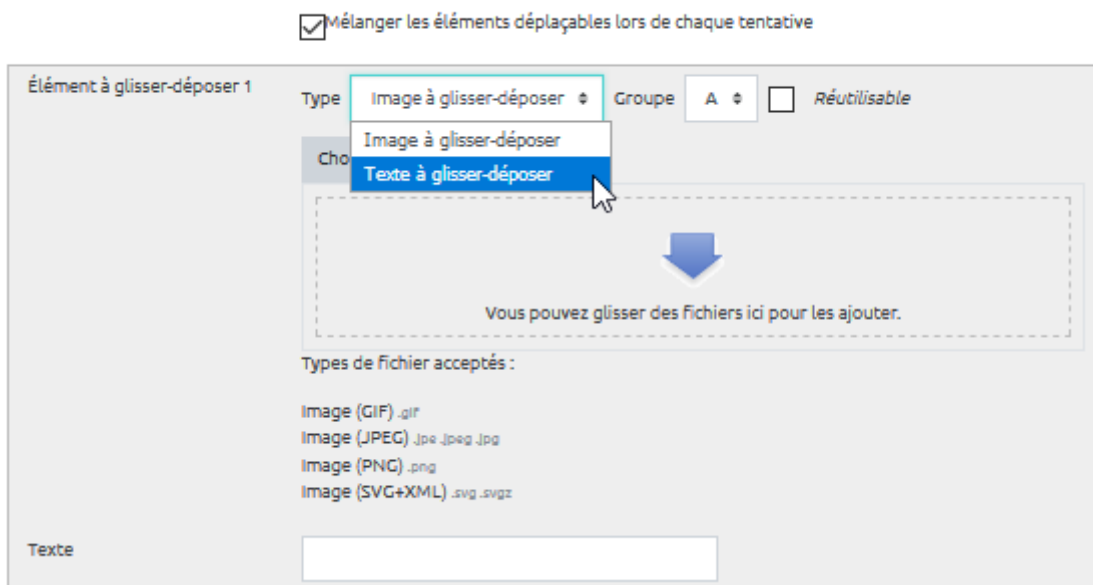 Mélanger les éléments déplaçables lors de chaque tentative
Élément à glisser-déposer 1
Type Image à glisser-déposer Groupe A Réutilisable
Image à glisser-déposer
Cho
Texte à glisser-déposer
Vous pouvez glisser des fichiers ici pour les ajouter.
Types de fichier acceptés :
Image (GIF) .gif
Image (JPEG) .jpe .jpeg .jpg
Image (PNG) .png
Image (SVG+XML) .svg .svgz
Texte